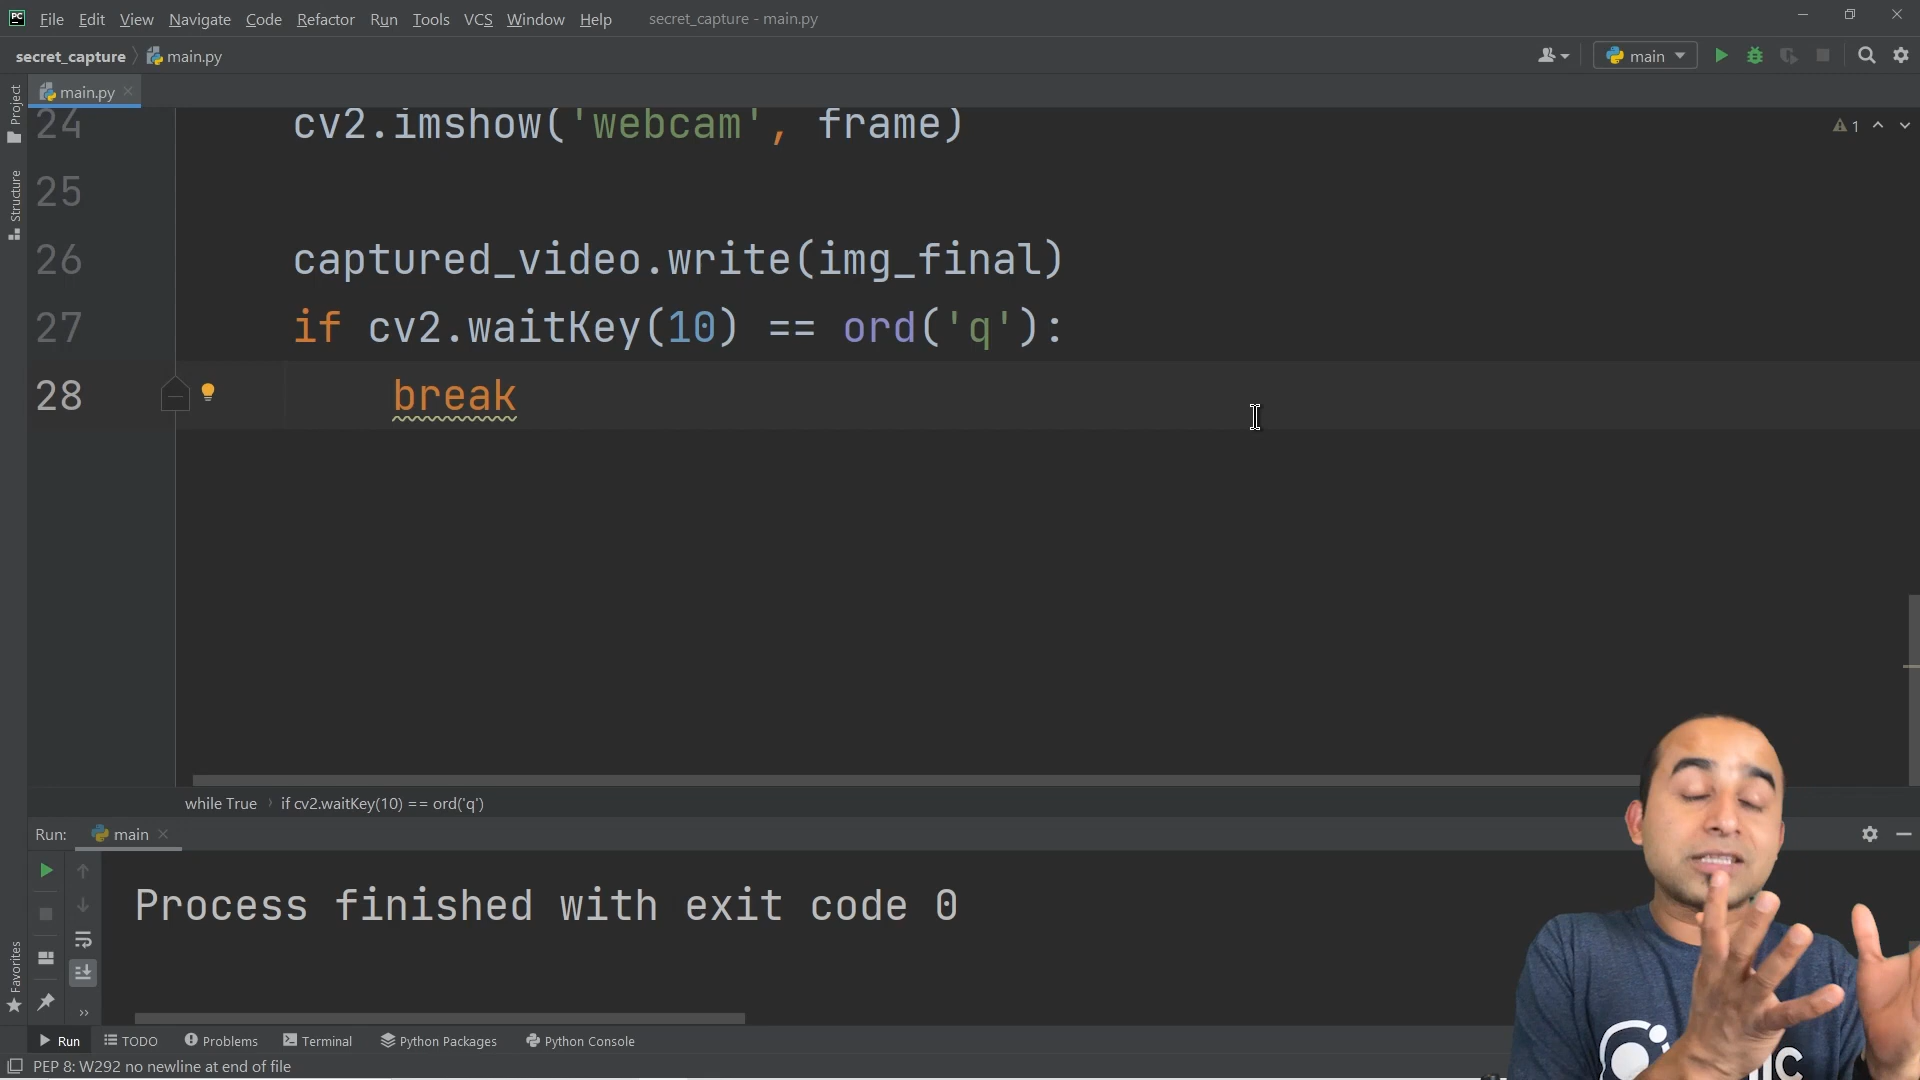 PC File Edit View Navigate Code Refactor Run Tools VCS Window Help secret_capture - main.py
secret_capture main.py main
Project main.py
24 cv2.imshow('webcam', frame) 1
Structure 25
26 captured_video.write(img_final)
27 if cv2.waitKey(10) == ord('q'):
28 break
while True › if cv2.waitKey(10) == ord('q')
Run: main
Process finished with exit code 0
Favorites
Run TODO Problems Terminal Python Packages Python Console
PEP 8: W292 no newline at end of file